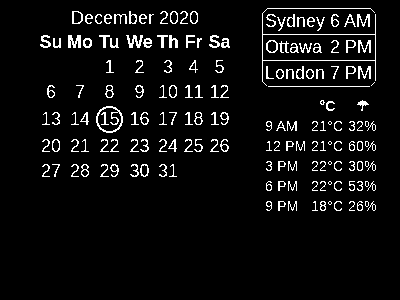 December 2020
Su Mo Tu We Th Fr Sa
1 2 3 4 5
6 7 8 9 10 11 12
13 14 15 16 17 18 19
20 21 22 23 24 25 26
27 28 29 30 31
Sydney 6 AM
Ottawa 2 PM
London 7 PM
°C ☂
9 AM 21°C 32%
12 PM 21°C 60%
3 PM 22°C 30%
6 PM 22°C 53%
9 PM 18°C 26%